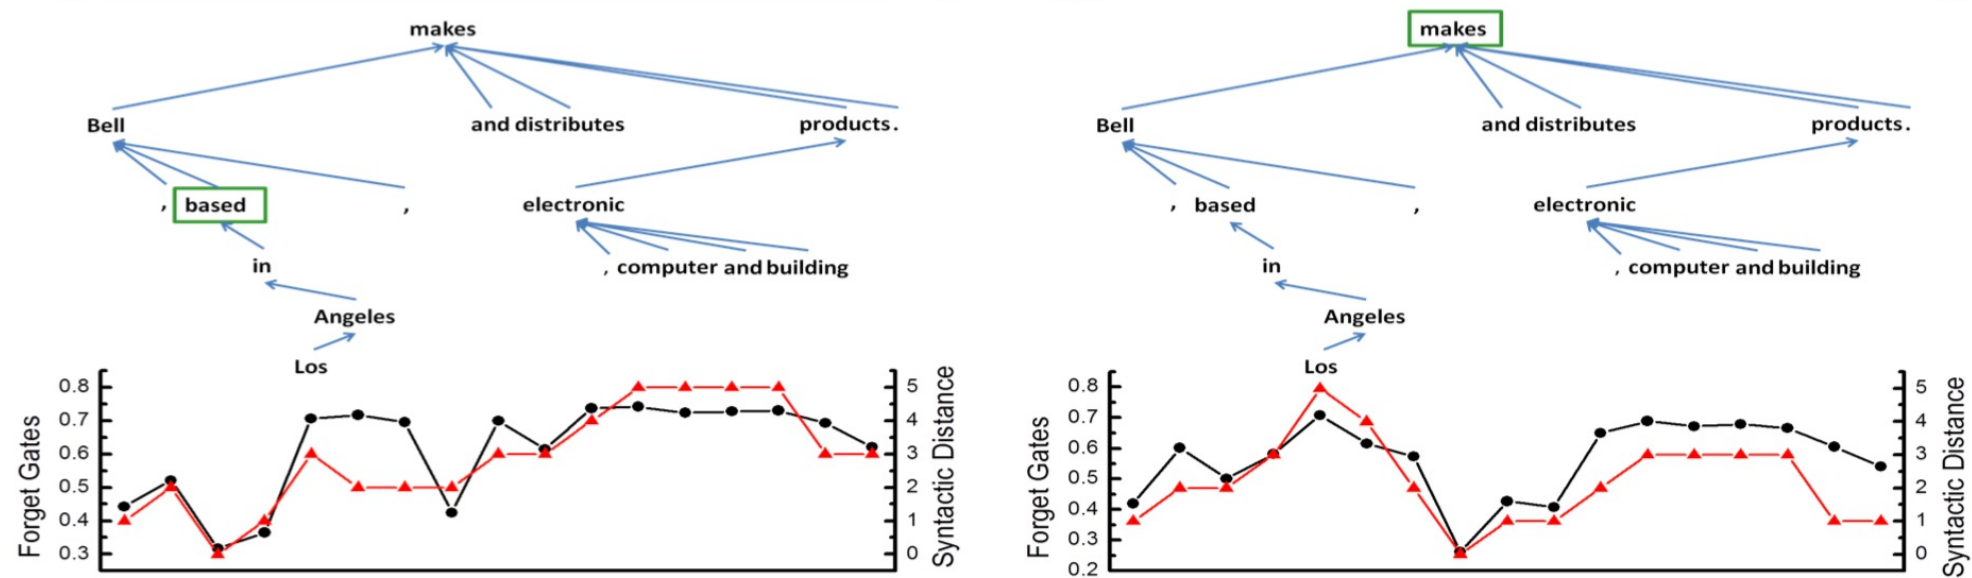 makes
Bell
and distributes
products.
, based
,
electronic
in
, computer and building
Angeles
Los
Forget Gates
0.8
0.7
0.6
0.5
0.4
0.3
5
4
3
2
1
0
Syntactic Distance
makes
Bell
and distributes
products.
, based
,
electronic
in
, computer and building
Angeles
Los
Forget Gates
0.8
0.7
0.6
0.5
0.4
0.3
0.2
5
4
3
2
1
0
Syntactic Distance